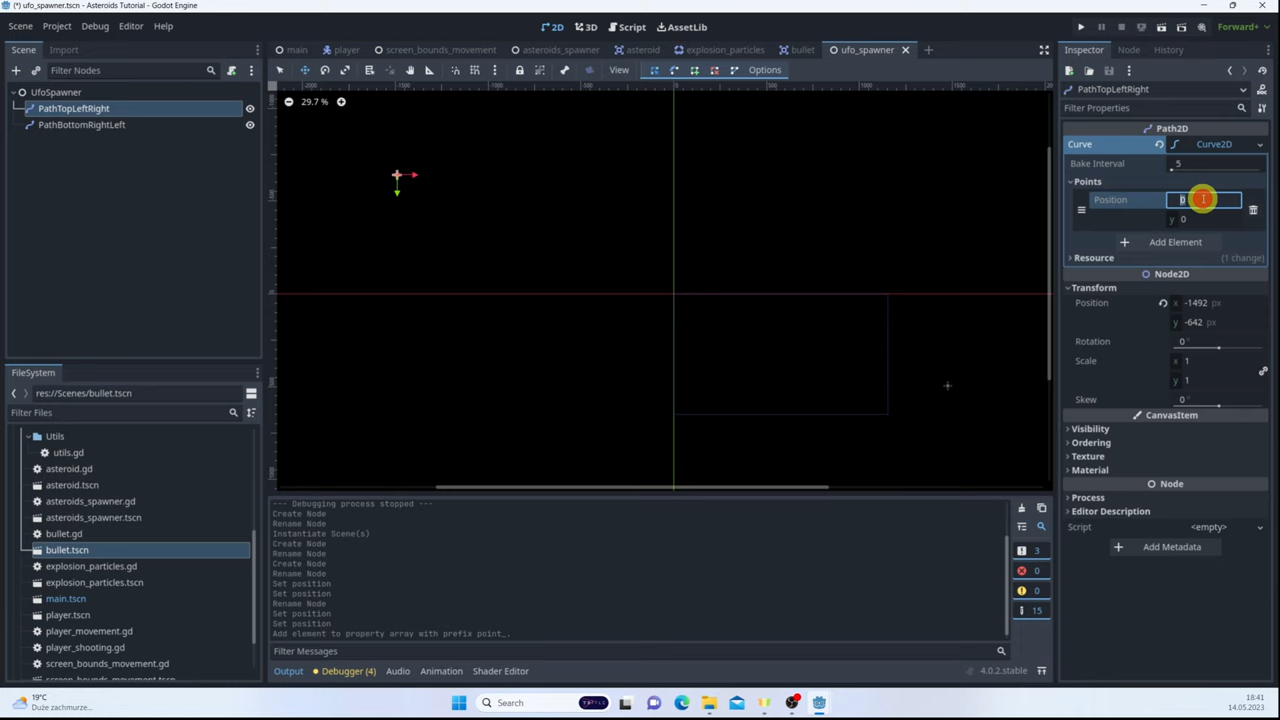 (*) ufo_spawner.tscn - Asteroids Tutorial - Godot Engine
Scene Project Debug Editor Help
2D 3D Script AssetLib
Forward+
Scene Import
main player screen_bounds_movement asteroids_spawner asteroid explosion_particles bullet ufo_spawner
Inspector Node History
Filter Nodes
View Options
UfoSpawner
PathTopLeftRight
PathBottomRightLeft
29.7 %
PathTopLeftRight
Filter Properties
Path2D
Curve Curve2D
Bake Interval 5
Points
Position 0
y 0
Add Element
Resource (1 change)
Node2D
Transform
Position x -1492 px
y -642 px
Rotation 0 °
Scale x 1
y 1
Skew 0 °
CanvasItem
Visibility
Ordering
Texture
Material
Node
Process
Editor Description
Script <empty>
Add Metadata
FileSystem
res://Scenes/bullet.tscn
Filter Files
Utils
utils.gd
asteroid.gd
asteroid.tscn
asteroids_spawner.gd
asteroids_spawner.tscn
bullet.gd
bullet.tscn
explosion_particles.gd
explosion_particles.tscn
main.tscn
player.tscn
player_movement.gd
player_shooting.gd
screen_bounds_movement.gd
screen_bounds_movement.tscn
--- Debugging process stopped ---
Create Node
Rename Node
Instantiate Scene(s)
Create Node
Rename Node
Create Node
Rename Node
Set position
Set position
Rename Node
Set position
Set position
Add element to property array with prefix point_.
3
0
0
15
Filter Messages
Output Debugger (4) Audio Animation Shader Editor
4.0.2.stable
19°C
Duże zachmurze...
Search
18:41
14.05.2023